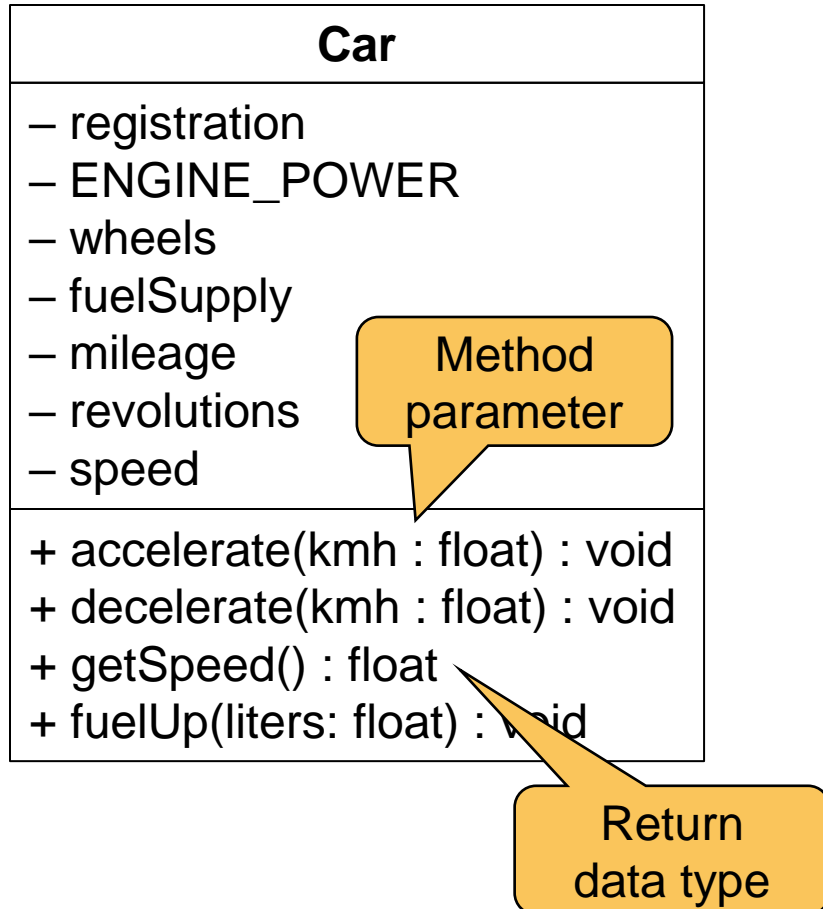 Car
– registration
– ENGINE_POWER
– wheels
– fuelSupply
– mileage
– revolutions
– speed
Method
parameter
+ accelerate(kmh : float) : void
+ decelerate(kmh : float) : void
+ getSpeed() : float
+ fuelUp(liters: float) : void
Return
data type